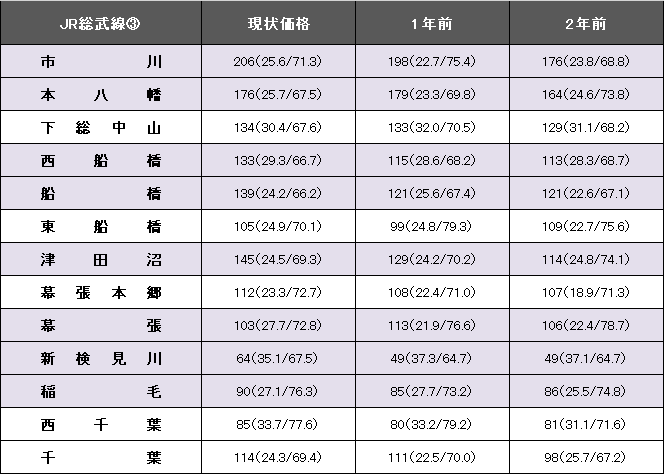 JR総武線③ 現状価格 1年前 2年前
市川 206(25.6/71.3) 198(22.7/75.4) 176(23.8/68.8)
本八幡 176(25.7/67.5) 179(23.3/69.8) 164(24.6/73.8)
下総中山 134(30.4/67.6) 133(32.0/70.5) 129(31.1/68.2)
西船橋 133(29.3/66.7) 115(28.6/68.2) 113(28.3/68.7)
船橋 139(24.2/66.2) 121(25.6/67.4) 121(22.6/67.1)
東船橋 105(24.9/70.1) 99(24.8/79.3) 109(22.7/75.6)
津田沼 145(24.5/69.3) 129(24.2/70.2) 114(24.8/74.1)
幕張本郷 112(23.3/72.7) 108(22.4/71.0) 107(18.9/71.3)
幕張 103(27.7/72.8) 113(21.9/76.6) 106(22.4/78.7)
新検見川 64(35.1/67.5) 49(37.3/64.7) 49(37.1/64.7)
稲毛 90(27.1/76.3) 85(27.7/73.2) 86(25.5/74.8)
西千葉 85(33.7/77.6) 80(33.2/79.2) 81(31.1/71.6)
千葉 114(24.3/69.4) 111(22.5/70.0) 98(25.7/67.2)